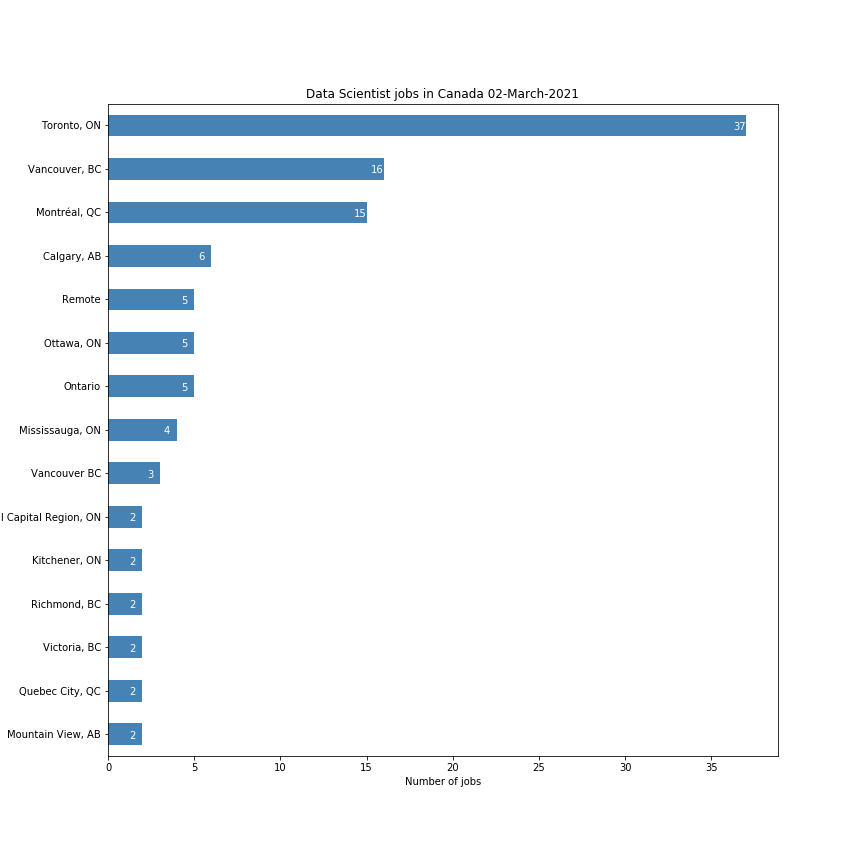 Data Scientist jobs in Canada 02-March-2021
Toronto, ON 37
Vancouver, BC 16
Montréal, QC 15
Calgary, AB 6
Remote 5
Ottawa, ON 5
Ontario 5
Mississauga, ON 4
Vancouver BC 3
l Capital Region, ON 2
Kitchener, ON 2
Richmond, BC 2
Victoria, BC 2
Quebec City, QC 2
Mountain View, AB 2
0 5 10 15 20 25 30 35
Number of jobs